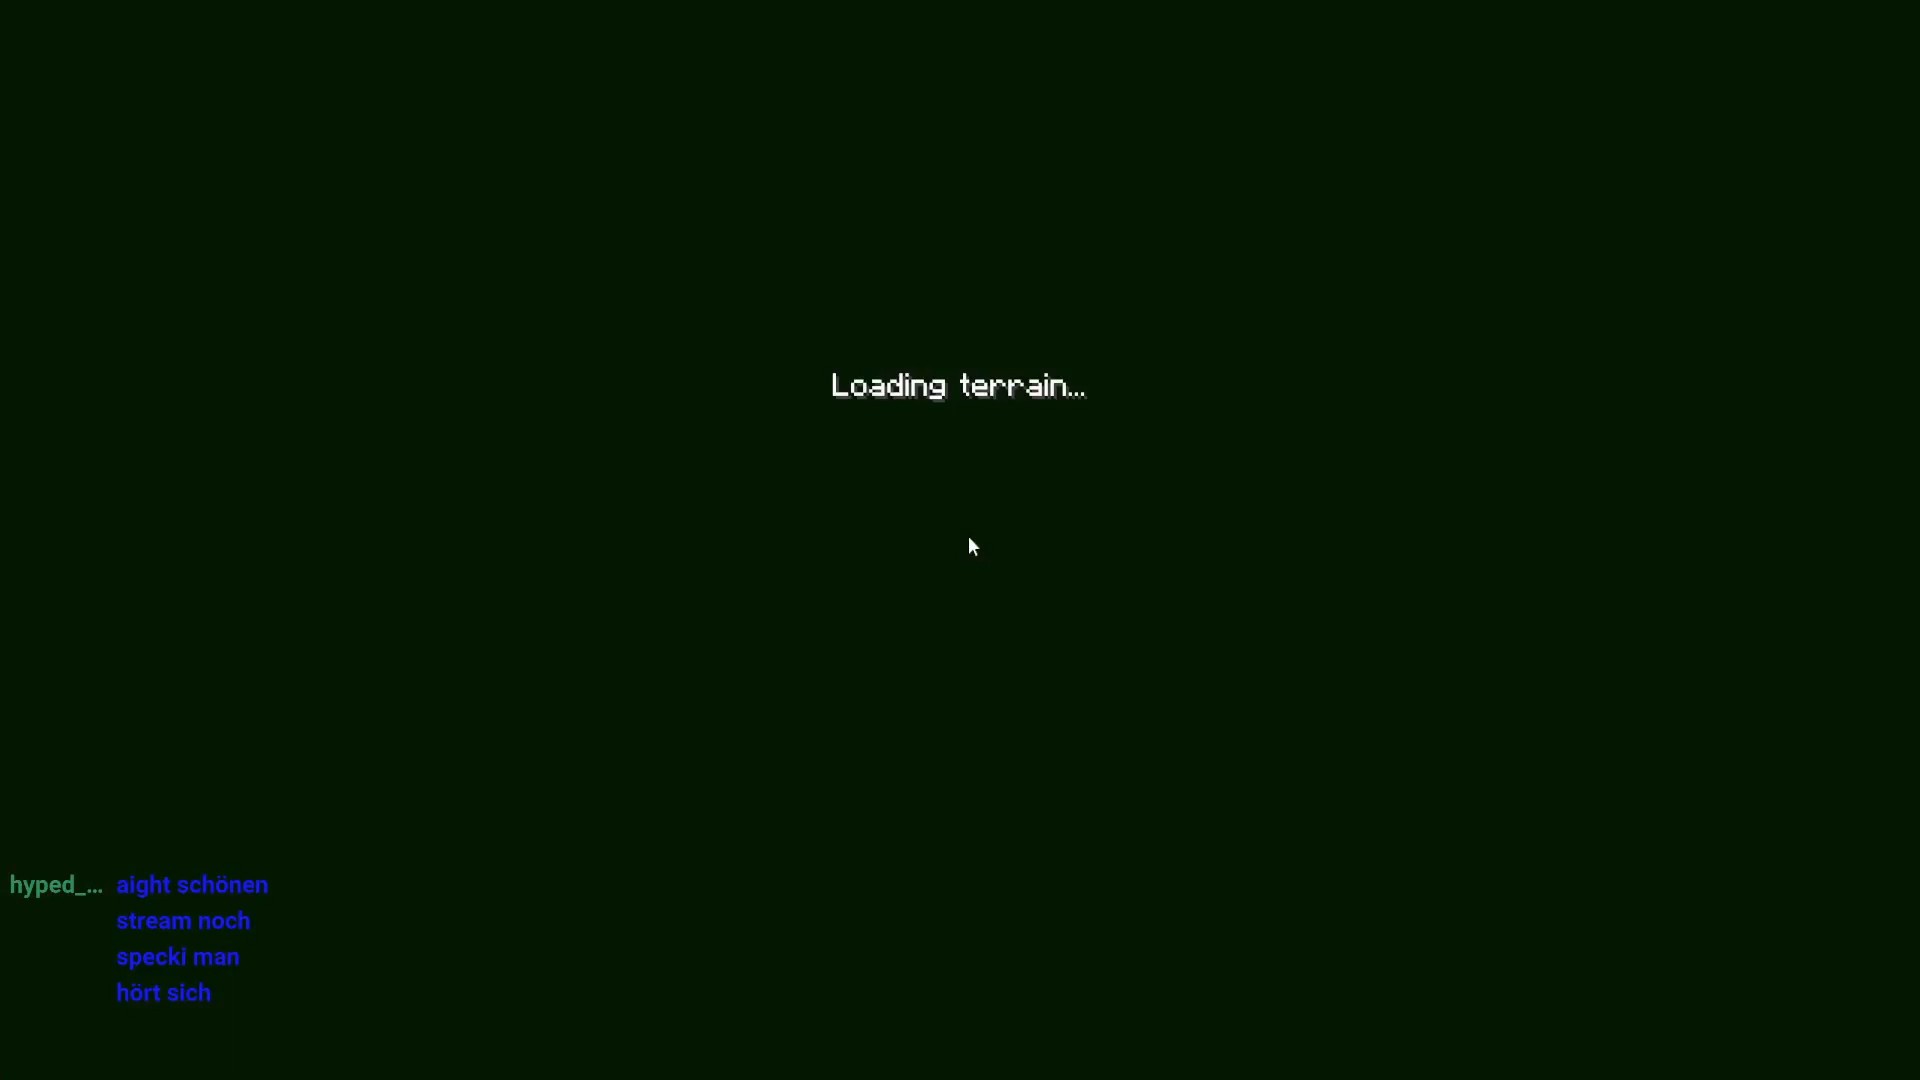 Loading terrain...
hyped_... aight schönen
stream noch
specki man
hört sich